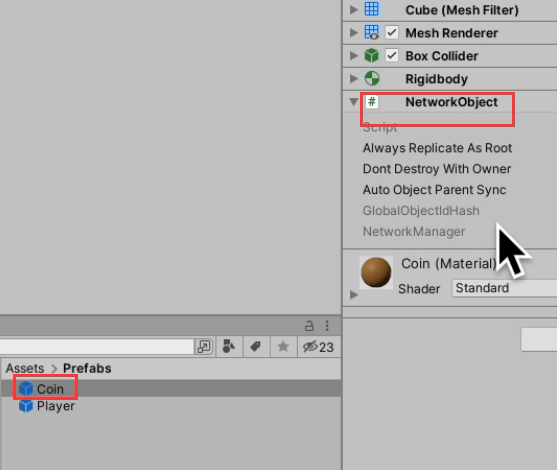 Cube (Mesh Filter)
Mesh Renderer
Box Collider
Rigidbody
# NetworkObject
Script
Always Replicate As Root
Dont Destroy With Owner
Auto Object Parent Sync
GlobalObjectIdHash
NetworkManager
Coin (Material)
Shader Standard
23
Assets > Prefabs
Coin
Player